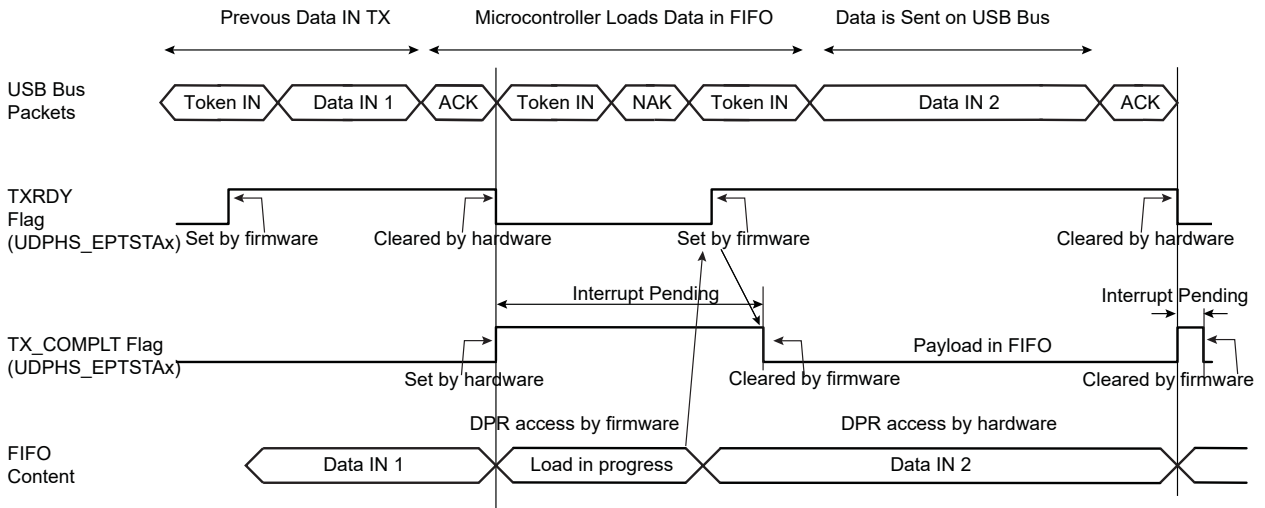 Prevous Data IN TX
Microcontroller Loads Data in FIFO
Data is Sent on USB Bus
USB Bus
Packets
Token IN
Data IN 1
ACK
Token IN
NAK
Token IN
Data IN 2
ACK
TXRDY
Flag
(UDPHS_EPTSTAx)
Set by firmware
Cleared by hardware
Set by firmware
Cleared by hardware
Interrupt Pending
Interrupt Pending
TX_COMPLT Flag
(UDPHS_EPTSTAx)
Payload in FIFO
Set by hardware
Cleared by firmware
Cleared by firmware
DPR access by firmware
DPR access by hardware
FIFO
Content
Data IN 1
Load in progress
Data IN 2